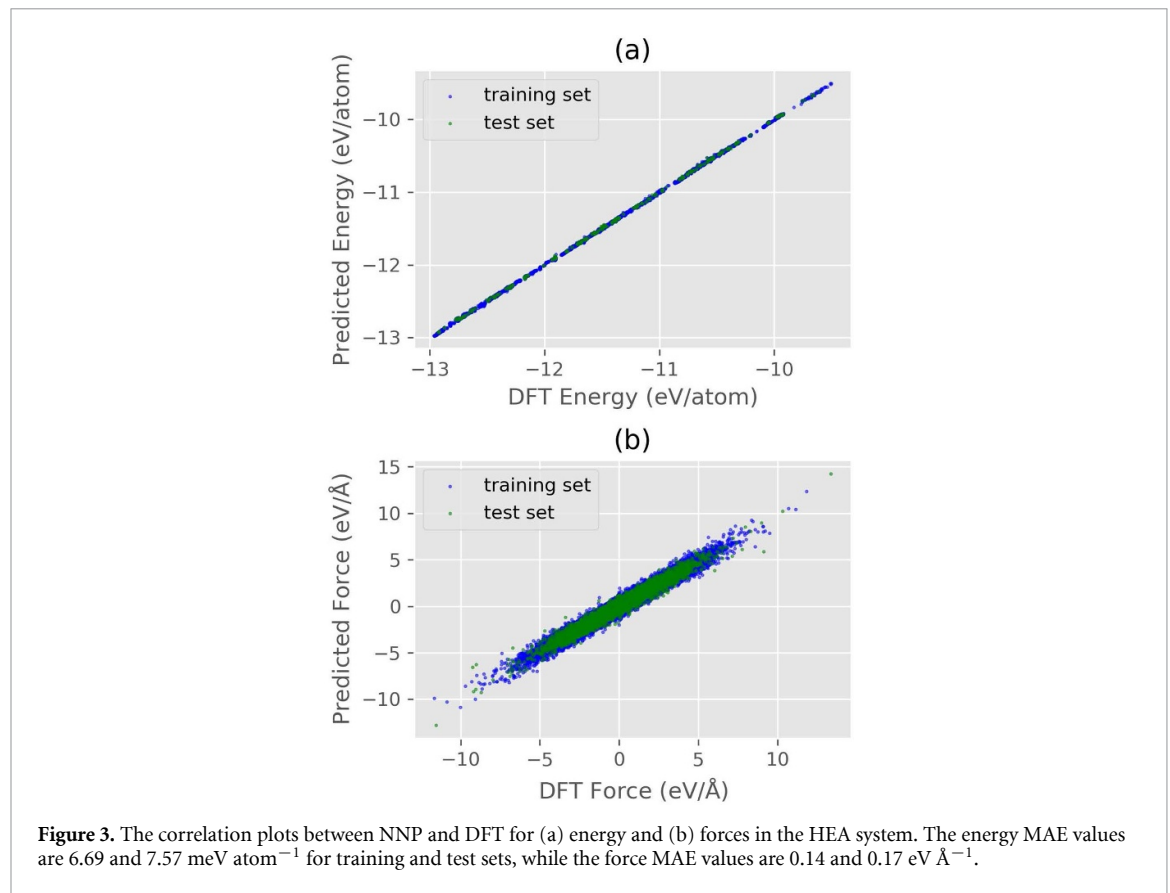 (a)
training set
test set
Predicted Energy (eV/atom)
−10
−11
−12
−13
−13
−12
−11
−10
DFT Energy (eV/atom)
(b)
training set
test set
Predicted Force (eV/Å)
15
10
5
0
−5
−10
−10
−5
0
5
10
DFT Force (eV/Å)
Figure 3. The correlation plots between NNP and DFT for (a) energy and (b) forces in the HEA system. The energy MAE values
are 6.69 and 7.57 meV atom⁻¹ for training and test sets, while the force MAE values are 0.14 and 0.17 eV Å⁻¹.